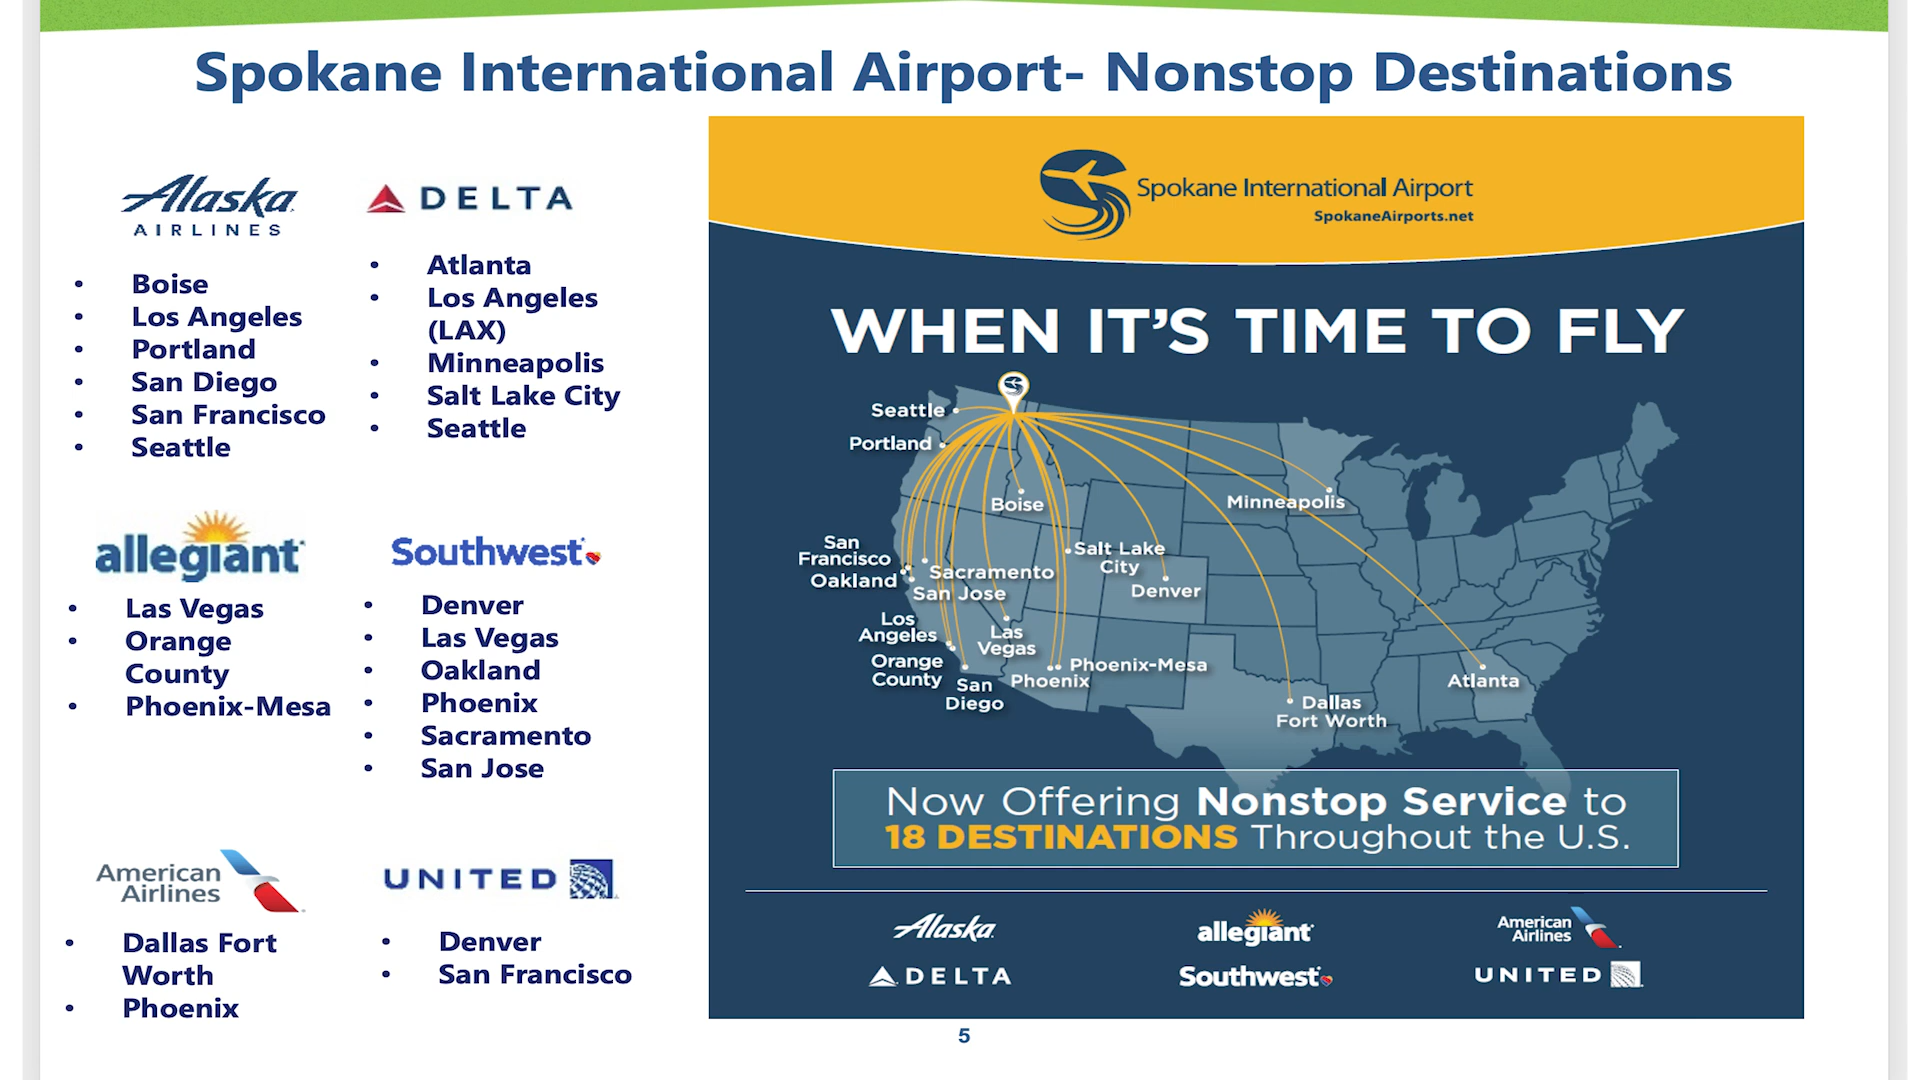 Spokane International Airport- Nonstop Destinations
Alaska
AIRLINES
• Boise
• Los Angeles
• Portland
• San Diego
• San Francisco
• Seattle
DELTA
• Atlanta
• Los Angeles
(LAX)
• Minneapolis
• Salt Lake City
• Seattle
allegiant
• Las Vegas
• Orange
County
• Phoenix-Mesa
Southwest
• Denver
• Las Vegas
• Oakland
• Phoenix
• Sacramento
• San Jose
American
Airlines
• Dallas Fort
Worth
• Phoenix
UNITED
• Denver
• San Francisco
Spokane International Airport
SpokaneAirports.net
WHEN IT'S TIME TO FLY
Seattle
Portland
Boise
Minneapolis
San
Francisco
Oakland
Sacramento
San Jose
Salt Lake
City
Denver
Los
Angeles
Las
Vegas
Orange
County
San
Diego
Phoenix
Phoenix-Mesa
Dallas
Fort Worth
Atlanta
Now Offering Nonstop Service to
18 DESTINATIONS Throughout the U.S.
Alaska
allegiant
American
Airlines
DELTA
Southwest
UNITED
5